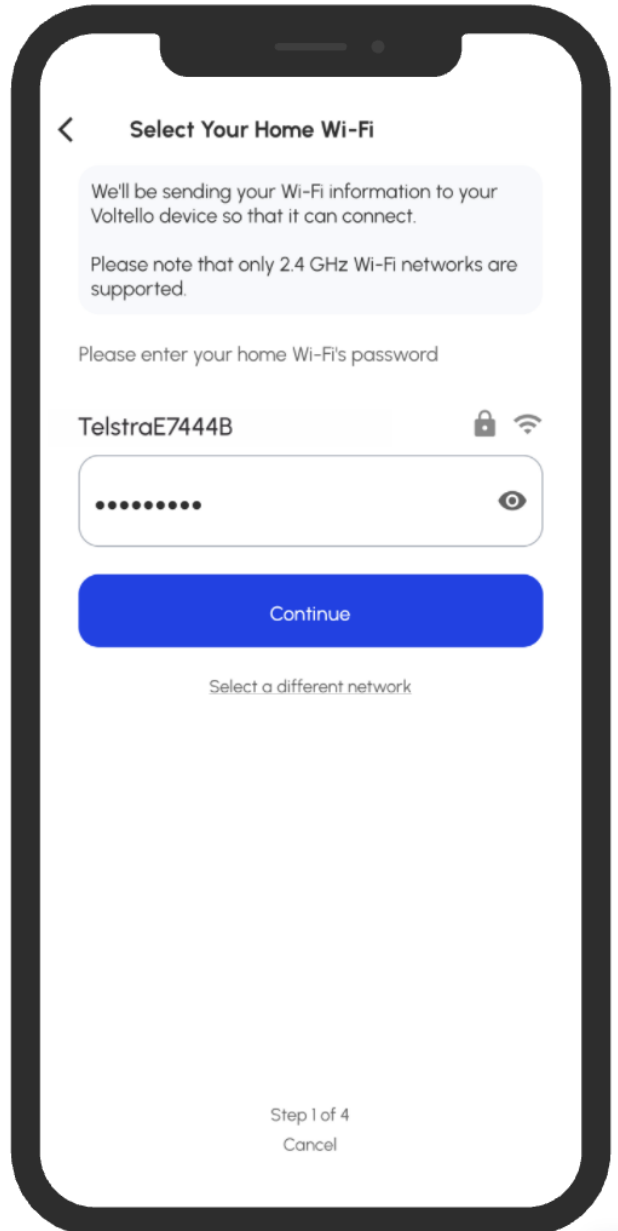 Select Your Home Wi-Fi
We'll be sending your Wi-Fi information to your
Voltello device so that it can connect.
Please note that only 2.4 GHz Wi-Fi networks are
supported.
Please enter your home Wi-Fi's password
TelstraE7444B
•••••••••
Continue
Select a different network
Step 1 of 4
Cancel